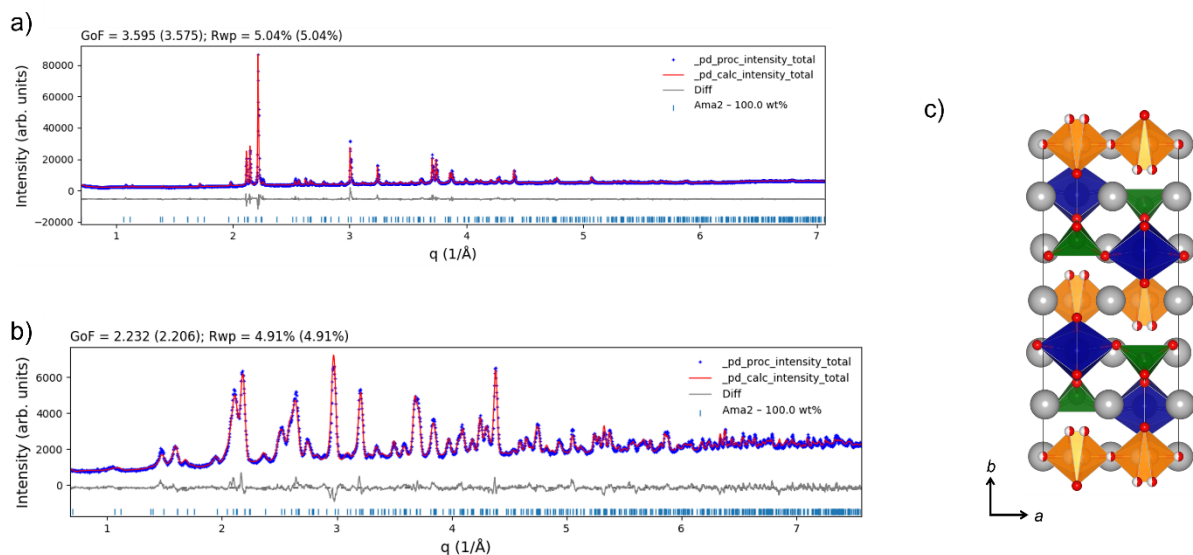 a)
GoF = 3.595 (3.575); Rwp = 5.04% (5.04%)
Intensity (arb. units)
80000
60000
40000
20000
0
−20000
_pd_proc_intensity_total
_pd_calc_intensity_total
Diff
Ama2 – 100.0 wt%
1 2 3 4 5 6 7
q (1/Å)
b)
GoF = 2.232 (2.206); Rwp = 4.91% (4.91%)
Intensity (arb. units)
6000
4000
2000
0
_pd_proc_intensity_total
_pd_calc_intensity_total
Diff
Ama2 – 100.0 wt%
1 2 3 4 5 6 7
q (1/Å)
c)
b
a